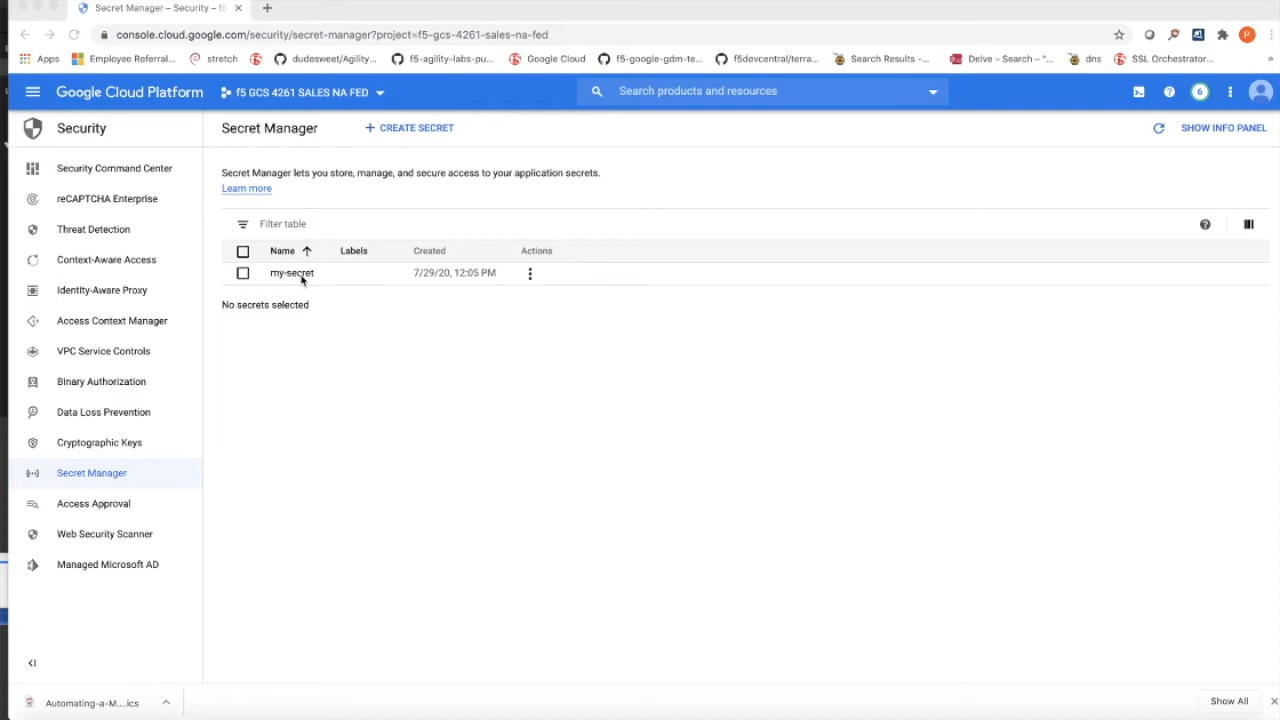 Secret Manager – Security – f5
console.cloud.google.com/security/secret-manager?project=f5-gcs-4261-sales-na-fed
P
Apps Employee Referral... stretch dudesweet/Agility... f5-agility-labs-pu... Google Cloud f5-google-gdm-te... f5devcentral/terra... Search Results -... Delve – Search – "... dns SSL Orchestrator... »
Google Cloud Platform f5 GCS 4261 SALES NA FED Search products and resources 6
Security Secret Manager CREATE SECRET SHOW INFO PANEL
Security Command Center
reCAPTCHA Enterprise
Threat Detection
Context-Aware Access
Identity-Aware Proxy
Access Context Manager
VPC Service Controls
Binary Authorization
Data Loss Prevention
Cryptographic Keys
Secret Manager
Access Approval
Web Security Scanner
Managed Microsoft AD
Secret Manager lets you store, manage, and secure access to your application secrets.
Learn more
Filter table
Name Labels Created Actions
my-secret 7/29/20, 12:05 PM
No secrets selected
Automating-a-M....ics Show All